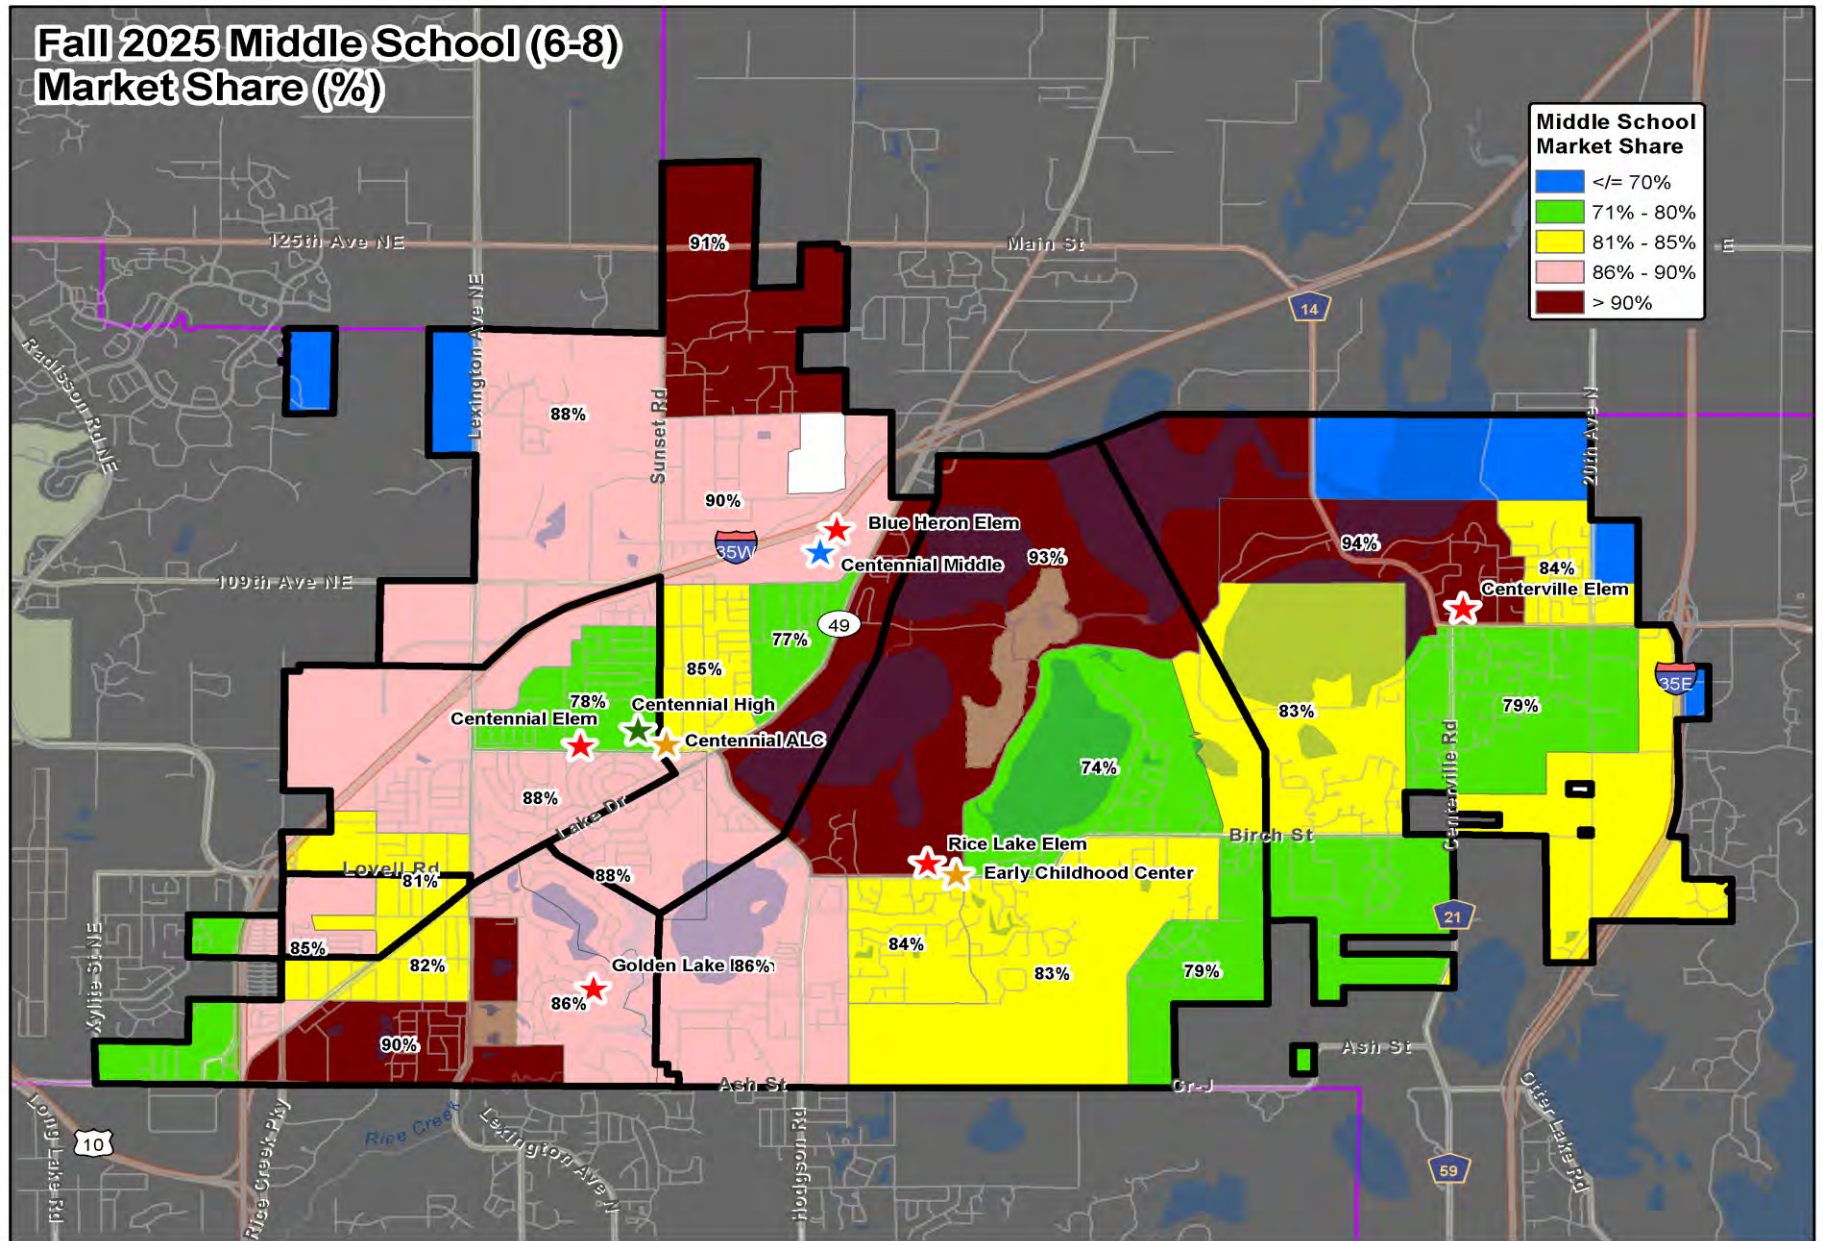 Fall 2025 Middle School (6-8)
Market Share (%)
Middle School
Market Share
</= 70%
71% - 80%
81% - 85%
86% - 90%
> 90%
125th Ave NE
91%
Main St
E
14
Lexington Ave NE
Radisson Rd NE
Sunset Rd
20th Ave N
88%
90%
Blue Heron Elem
35W
Centennial Middle
93%
94%
84%
Centerville Elem
109th Ave NE
49
77%
85%
78%
Centennial High
Centennial Elem
Centennial ALC
35E
79%
83%
Centerville Rd
74%
88%
Lake Dr
Birch St
Rice Lake Elem
Early Childhood Center
Lovell Rd
81%
88%
21
85%
82%
Golden Lake
86%
84%
83%
79%
86%
Xylite St NE
90%
Ash St
Ash St
Cr-J
Long Lake Rd
10
Rice Creek Pky
Rice Creek
Lexington Ave N
Hodgson Rd
59
Otter Lake Rd